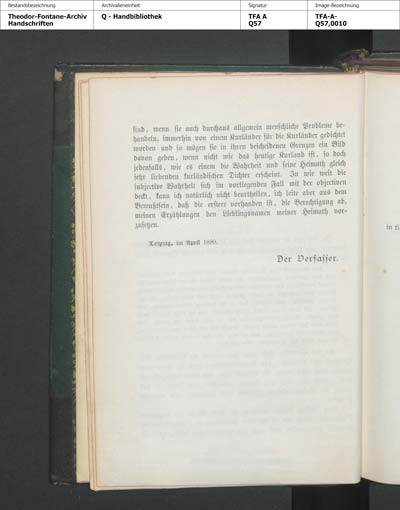 Bestandsbezeichnung
Archivalieneinheit
Signatur
Image-Bezeichnung
Theodor-Fontane-Archiv
Handschriften
Q - Handbibliothek
TFA A
Q57
TFA-A-
Q57,0010
sind, wenn sie auch durchaus allgemein menschliche Probleme be-
handeln, immerhin von einem Kurländer für die Kurländer gedichtet
worden und so mögen sie in ihren bescheidenen Grenzen ein Bild
davon geben, wenn nicht wie das heutige Kurland ist, so doch
jedenfalls, wie es einem die Wahrheit und seine Heimath gleich
sehr liebenden kurländischen Dichter erscheint. In wie weit die
subjective Wahrheit sich im vorliegenden Fall mit der objectiven
deckt, kann ich natürlich nicht beurtheilen, ich leite aber aus dem
Bewußtsein, daß die erstere vorhanden ist, die Berechtigung ab,
meinen Erzählungen den Lieblingsnamen meiner Heimath vor-
zusetzen.
Leipzig, im April 1880.
Der Verfasser.